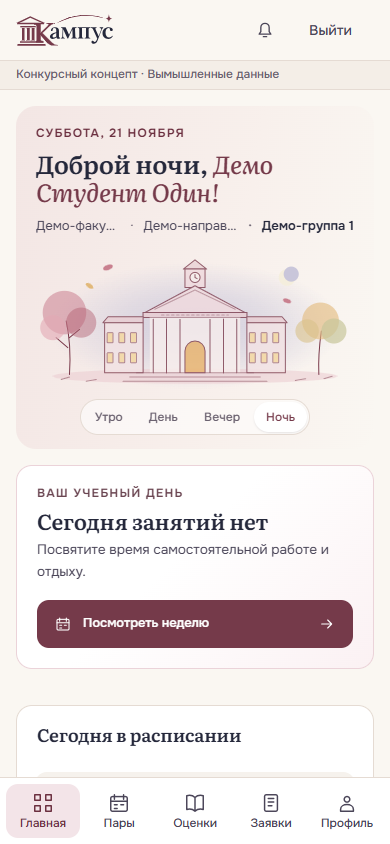 Кампус
Выйти
Конкурсный концепт · Вымышленные данные
СУББОТА, 21 НОЯБРЯ
Доброй ночи, Демо
Студент Один!
Демо-факу... · Демо-направ... · Демо-группа 1
Утро День Вечер Ночь
ВАШ УЧЕБНЫЙ ДЕНЬ
Сегодня занятий нет
Посвятите время самостоятельной работе и
отдыху.
Посмотреть неделю
Сегодня в расписании
Главная Пары Оценки Заявки Профиль